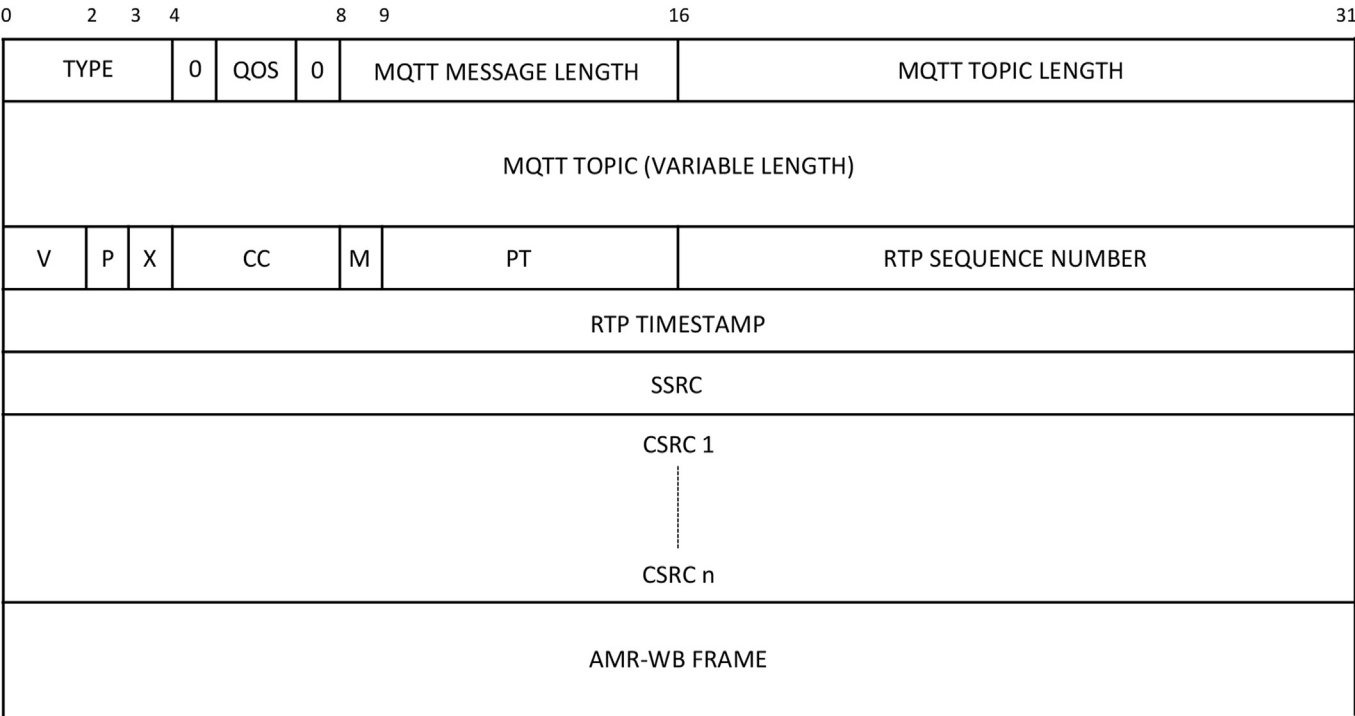 0 2 3 4 8 9 16 31
TYPE 0 QOS 0 MQTT MESSAGE LENGTH MQTT TOPIC LENGTH
MQTT TOPIC (VARIABLE LENGTH)
V P X CC M PT RTP SEQUENCE NUMBER
RTP TIMESTAMP
SSRC
CSRC 1
CSRC n
AMR-WB FRAME